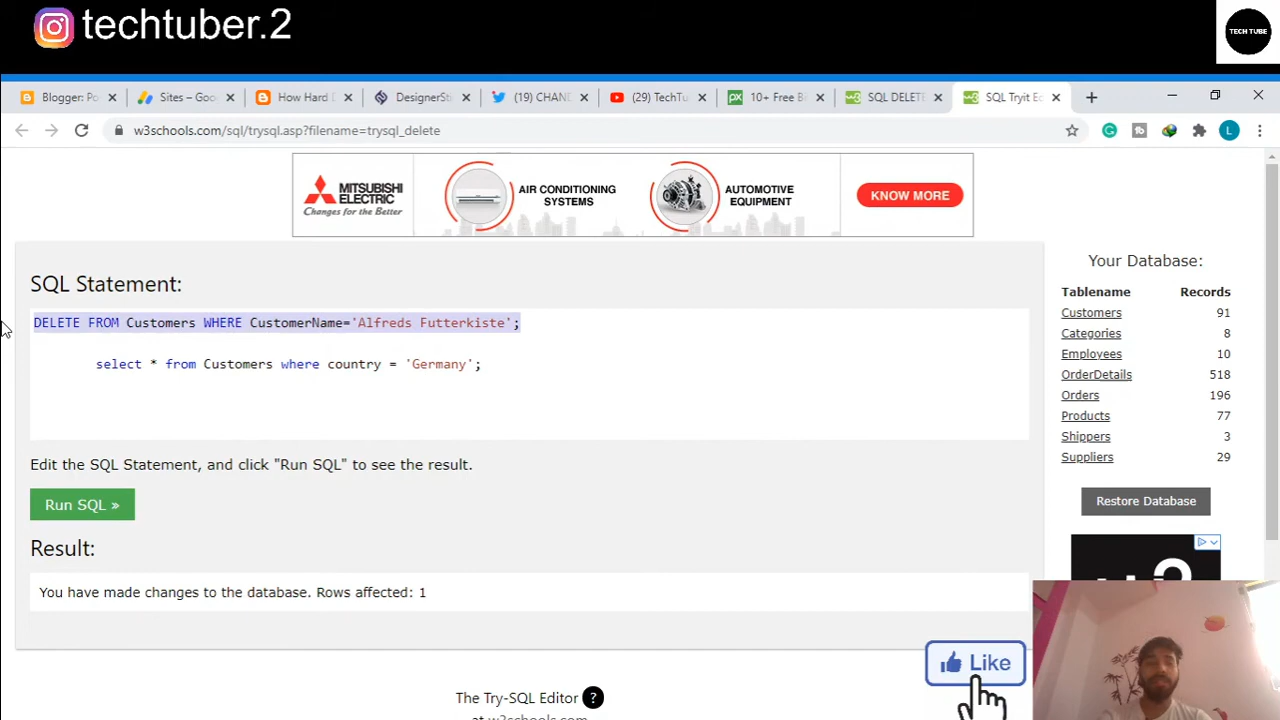 techtuber.2
TECH TUBE
Blogger: Po
Sites – Goo
How Hard D
DesignerSt
(19) CHAN
(29) TechTu
10+ Free B
SQL DELETE
SQL Tryit Ed
w3schools.com/sql/trysql.asp?filename=trysql_delete
L
MITSUBISHI ELECTRIC
Changes for the Better
AIR CONDITIONING SYSTEMS
AUTOMOTIVE EQUIPMENT
KNOW MORE
SQL Statement:
DELETE FROM Customers WHERE CustomerName='Alfreds Futterkiste';
select * from Customers where country = 'Germany';
Edit the SQL Statement, and click "Run SQL" to see the result.
Run SQL »
Result:
You have made changes to the database. Rows affected: 1
The Try-SQL Editor ?
at w3schools.com
Your Database:
Tablename Records
Customers 91
Categories 8
Employees 10
OrderDetails 518
Orders 196
Products 77
Shippers 3
Suppliers 29
Restore Database
Like